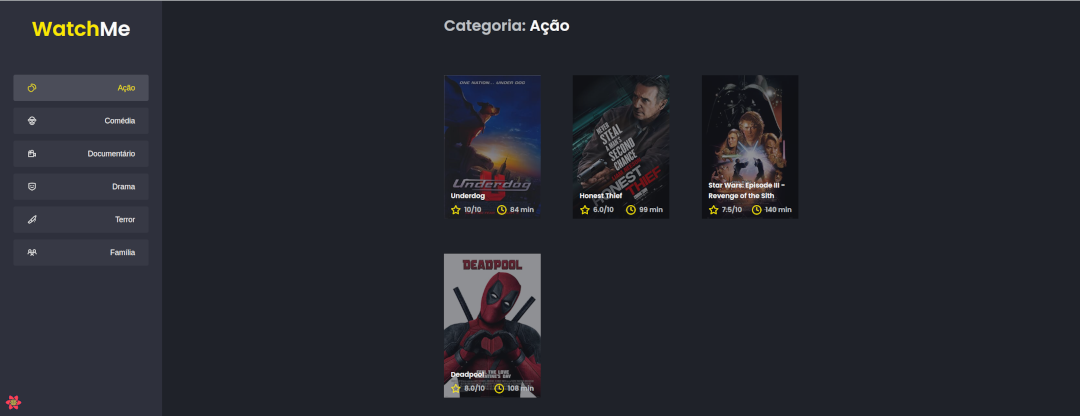 WatchMe
Ação
Comédia
Documentário
Drama
Terror
Família
Categoria: Ação
ONE NATION... UNDER DOG
Underdog
Underdog
10/10 84 min
NEVER
STEAL
A MAN'S
SECOND
CHANCE
HONEST
THIEF
Honest Thief
6.0/10 99 min
Star Wars: Episode III -
Revenge of the Sith
7.5/10 140 min
DEADPOOL
Deadpool
8.0/10 108 min